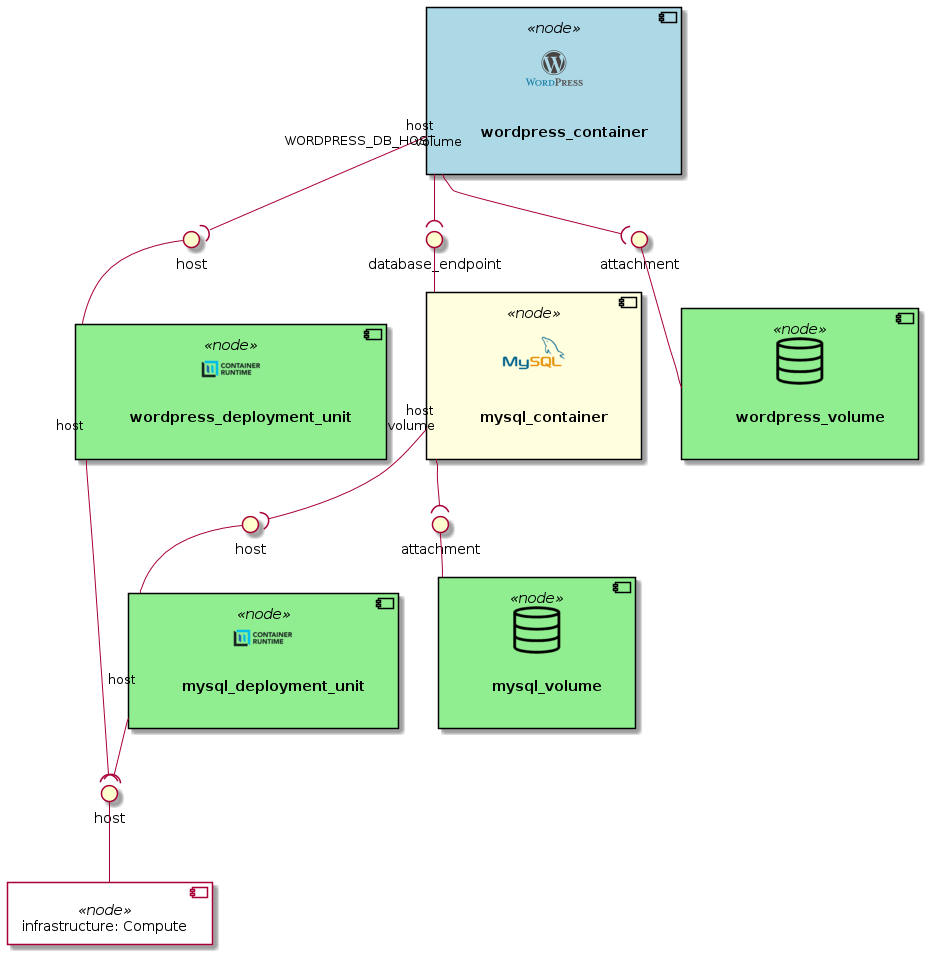 «node»
WORDPRESS
wordpress_container
host
WORDPRESS_DB_HOST
volume
host
database_endpoint
attachment
«node»
CONTAINER
RUNTIME
wordpress_deployment_unit
host
«node»
MySQL
mysql_container
host
volume
«node»
wordpress_volume
host
attachment
«node»
CONTAINER
RUNTIME
mysql_deployment_unit
host
«node»
mysql_volume
host
«node»
infrastructure: Compute